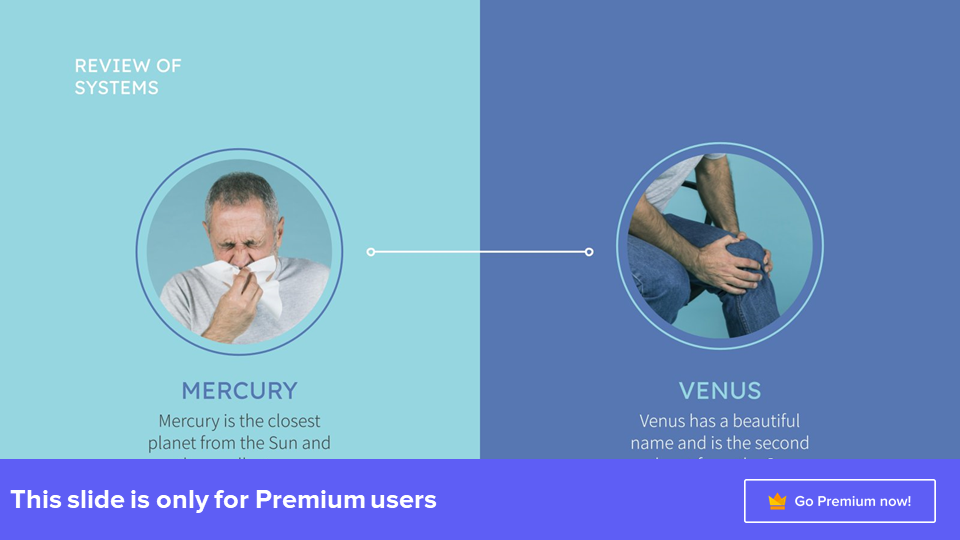 REVIEW OF
SYSTEMS
MERCURY
Mercury is the closest
planet from the Sun and
VENUS
Venus has a beautiful
name and is the second
This slide is only for Premium users
Go Premium now!